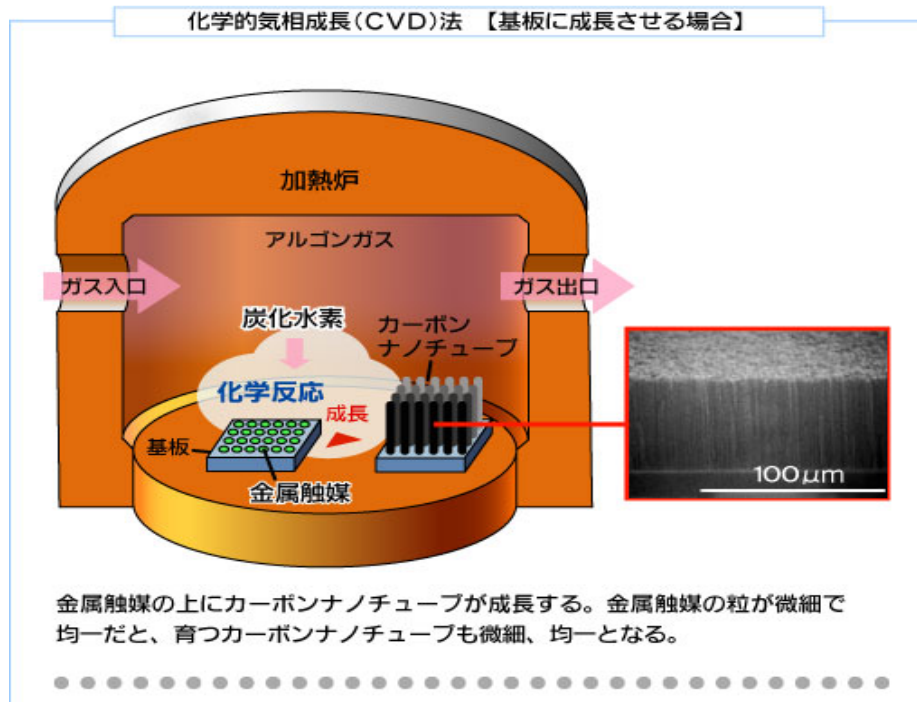 化学的気相成長(CVD)法 【基板に成長させる場合】
加熱炉
アルゴンガス
ガス入口
ガス出口
炭化水素
カーボン
ナノチューブ
化学反応
成長
基板
金属触媒
100μm
金属触媒の上にカーボンナノチューブが成長する。金属触媒の粒が微細で
均一だと、育つカーボンナノチューブも微細、均一となる。